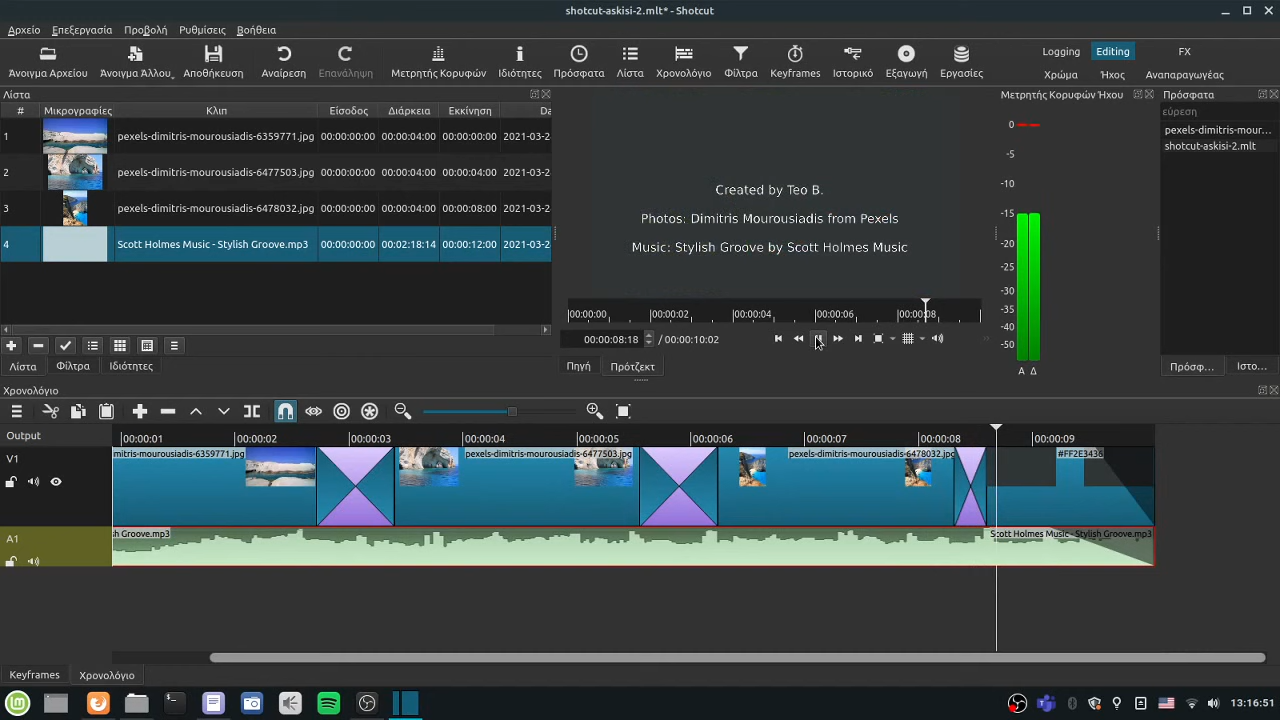 shotcut-askisi-2.mlt* - Shotcut
Αρχείο Επεξεργασία Προβολή Ρυθμίσεις Βοήθεια
Άνοιγμα Αρχείου Άνοιγμα Άλλου, Αποθήκευση Αναίρεση Επανάληψη Μετρητής Κορυφών Ιδιότητες Πρόσφατα Λίστα Χρονολόγιο Φίλτρα Keyframes Ιστορικό Εξαγωγή Εργασίες
Logging Editing FX
Χρώμα Ήχος Αναπαραγωγέας
Λίστα
# Μικρογραφίες Κλιπ Είσοδος Διάρκεια Εκκίνηση Da
1 pexels-dimitris-mourousiadis-6359771.jpg 00:00:00:00 00:00:04:00 00:00:00:00 2021-03-2
2 pexels-dimitris-mourousiadis-6477503.jpg 00:00:00:00 00:00:04:00 00:00:04:00 2021-03-2
3 pexels-dimitris-mourousiadis-6478032.jpg 00:00:00:00 00:00:04:00 00:00:08:00 2021-03-2
4 Scott Holmes Music - Stylish Groove.mp3 00:00:00:00 00:02:18:14 00:00:12:00 2021-03-2
Λίστα Φίλτρα Ιδιότητες
Created by Teo B.
Photos: Dimitris Mourousiadis from Pexels
Music: Stylish Groove by Scott Holmes Music
00:00:00 00:00:02 00:00:04 00:00:06 00:00:08
00:00:08:18 / 00:00:10:02
Πηγή Πρότζεκτ
Μετρητής Κορυφών Ήχου
0
-5
-10
-15
-20
-25
-30
-35
-40
-50
Α Δ
Πρόσφατα
εύρεση
pexels-dimitris-mour...
shotcut-askisi-2.mlt
Πρόσφ... Ιστο...
Χρονολόγιο
Output 00:00:01 00:00:02 00:00:03 00:00:04 00:00:05 00:00:06 00:00:07 00:00:08 00:00:09
V1 mitris-mourousiadis-6359771.jpg pexels-dimitris-mourousiadis-6477503.jpg pexels-dimitris-mourousiadis-6478032.jpg #FF2E3436
A1 sh Groove.mp3 Scott Holmes Music - Stylish Groove.mp3
Keyframes Χρονολόγιο
13:16:51